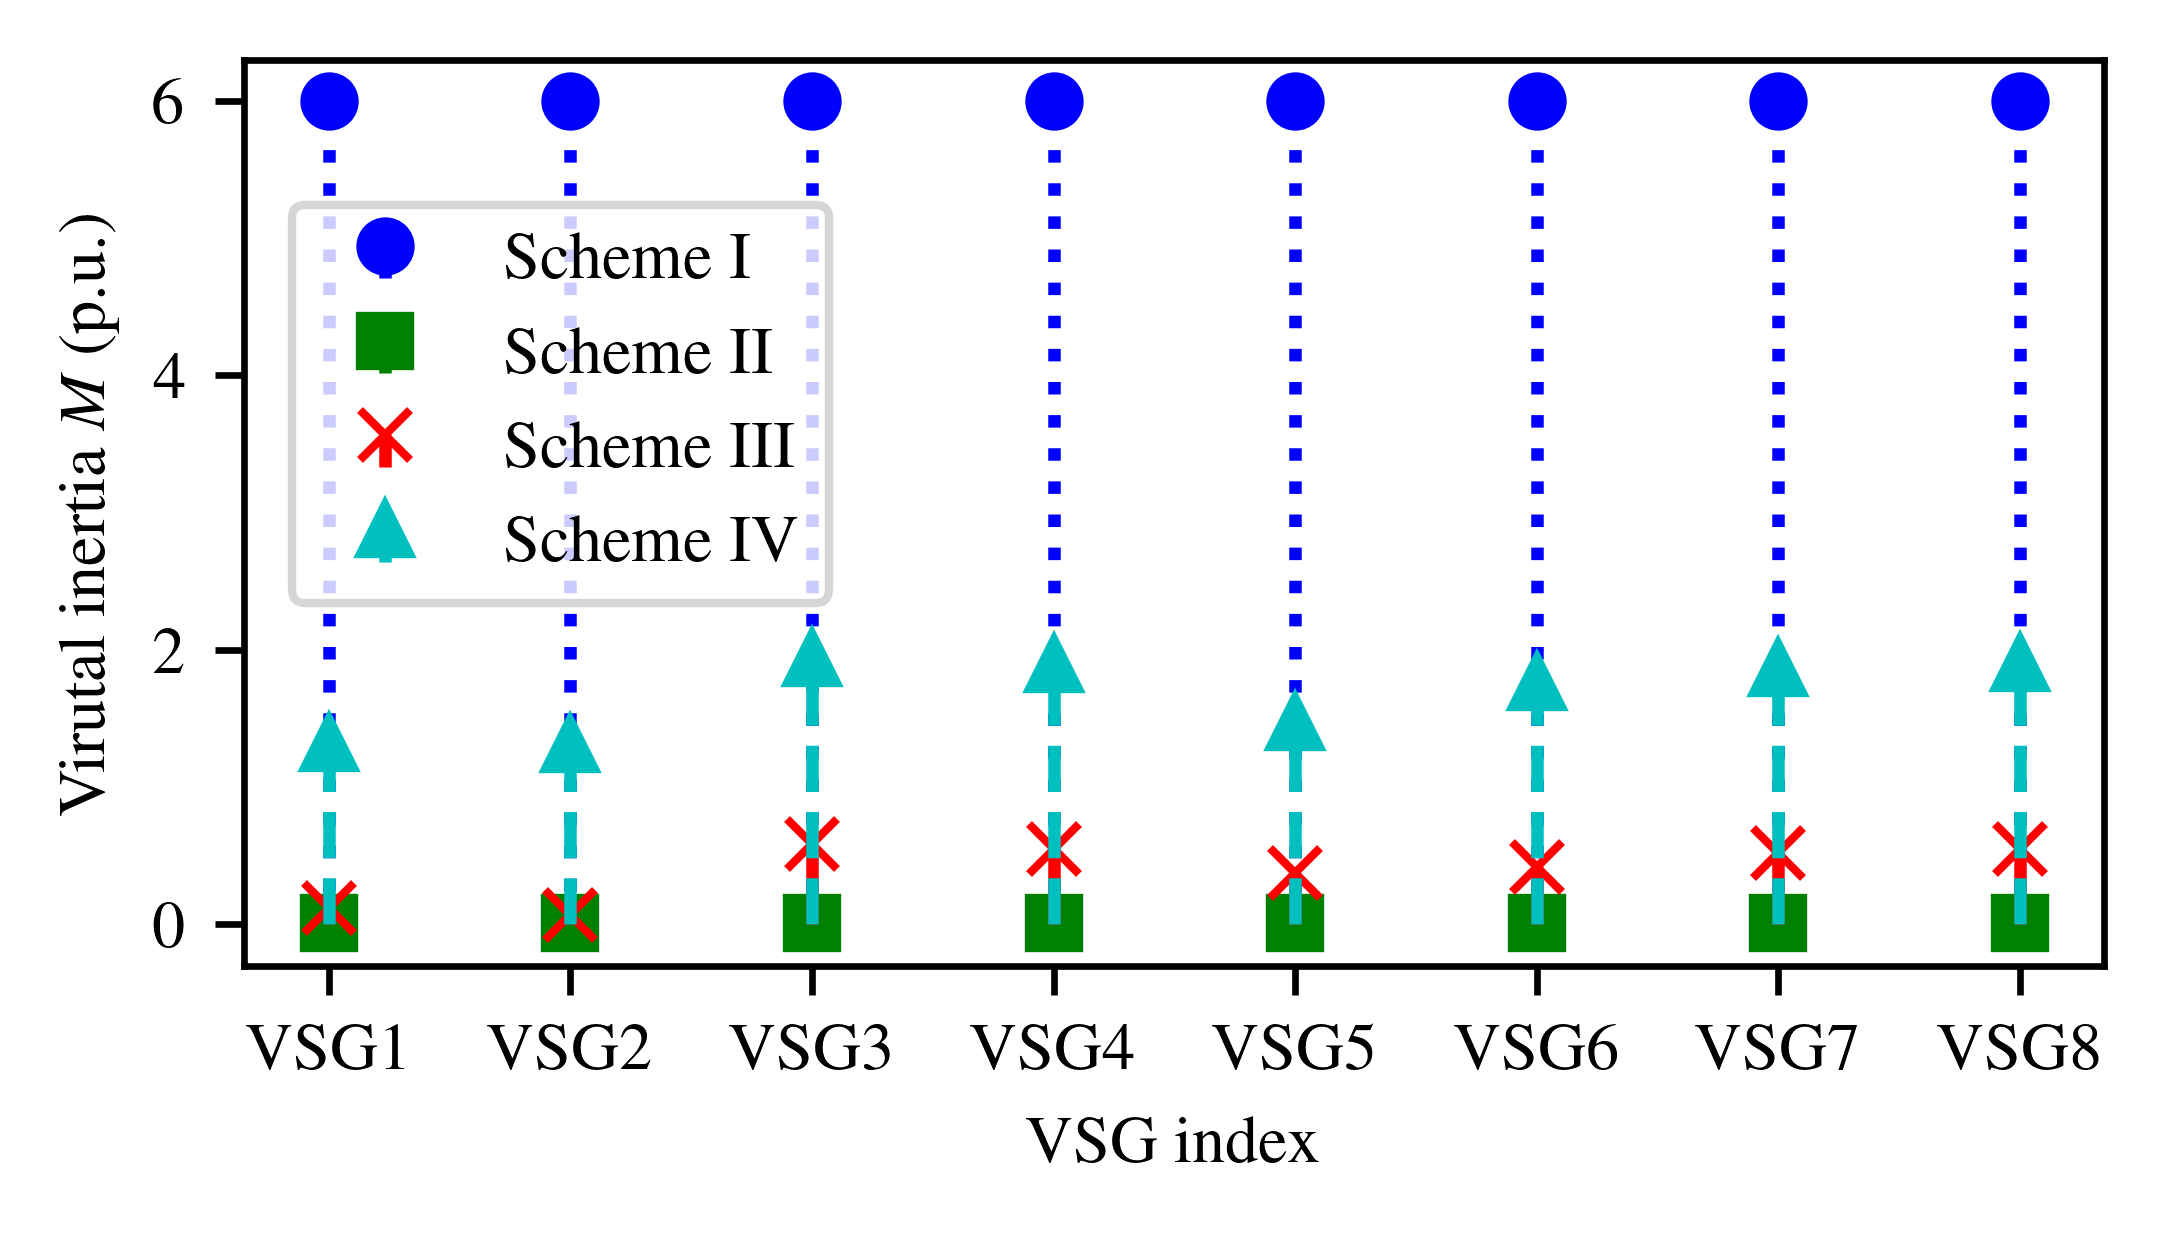 Virutal inertia M (p.u.)
6
4
2
0
Scheme I
Scheme II
Scheme III
Scheme IV
VSG1 VSG2 VSG3 VSG4 VSG5 VSG6 VSG7 VSG8
VSG index